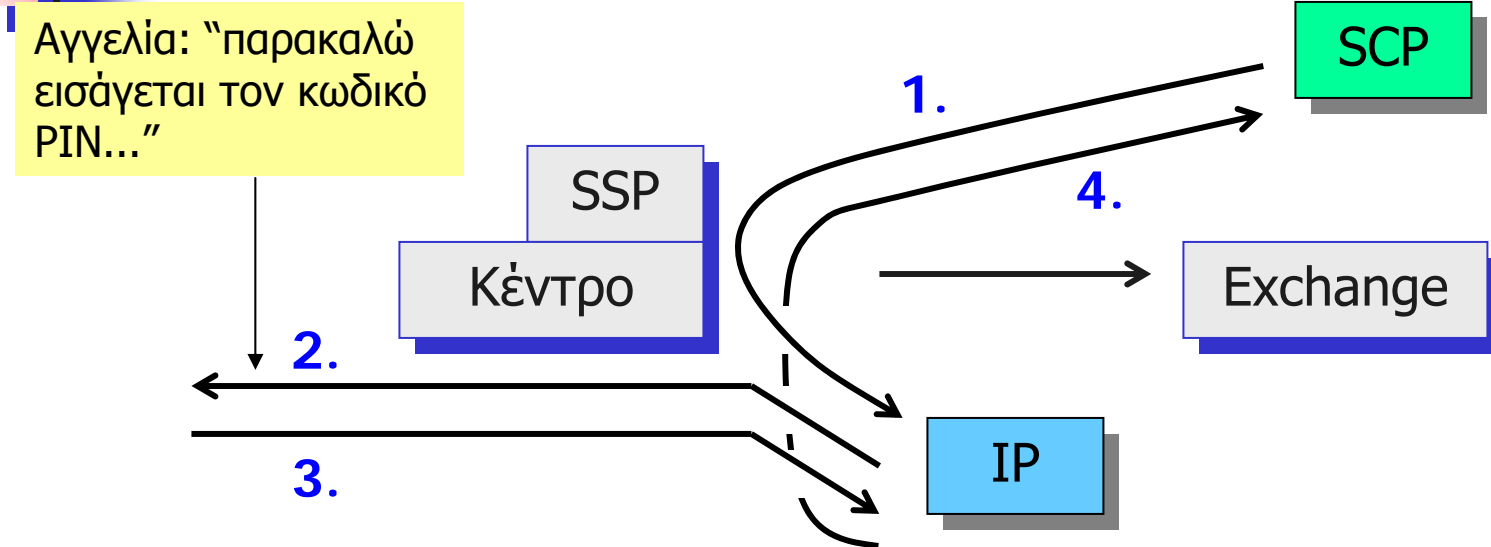 Αγγελία: “παρακαλώ
εισάγεται τον κωδικό
PIN...”
SCP
1.
4.
SSP
Κέντρο
Exchange
2.
3.
IP